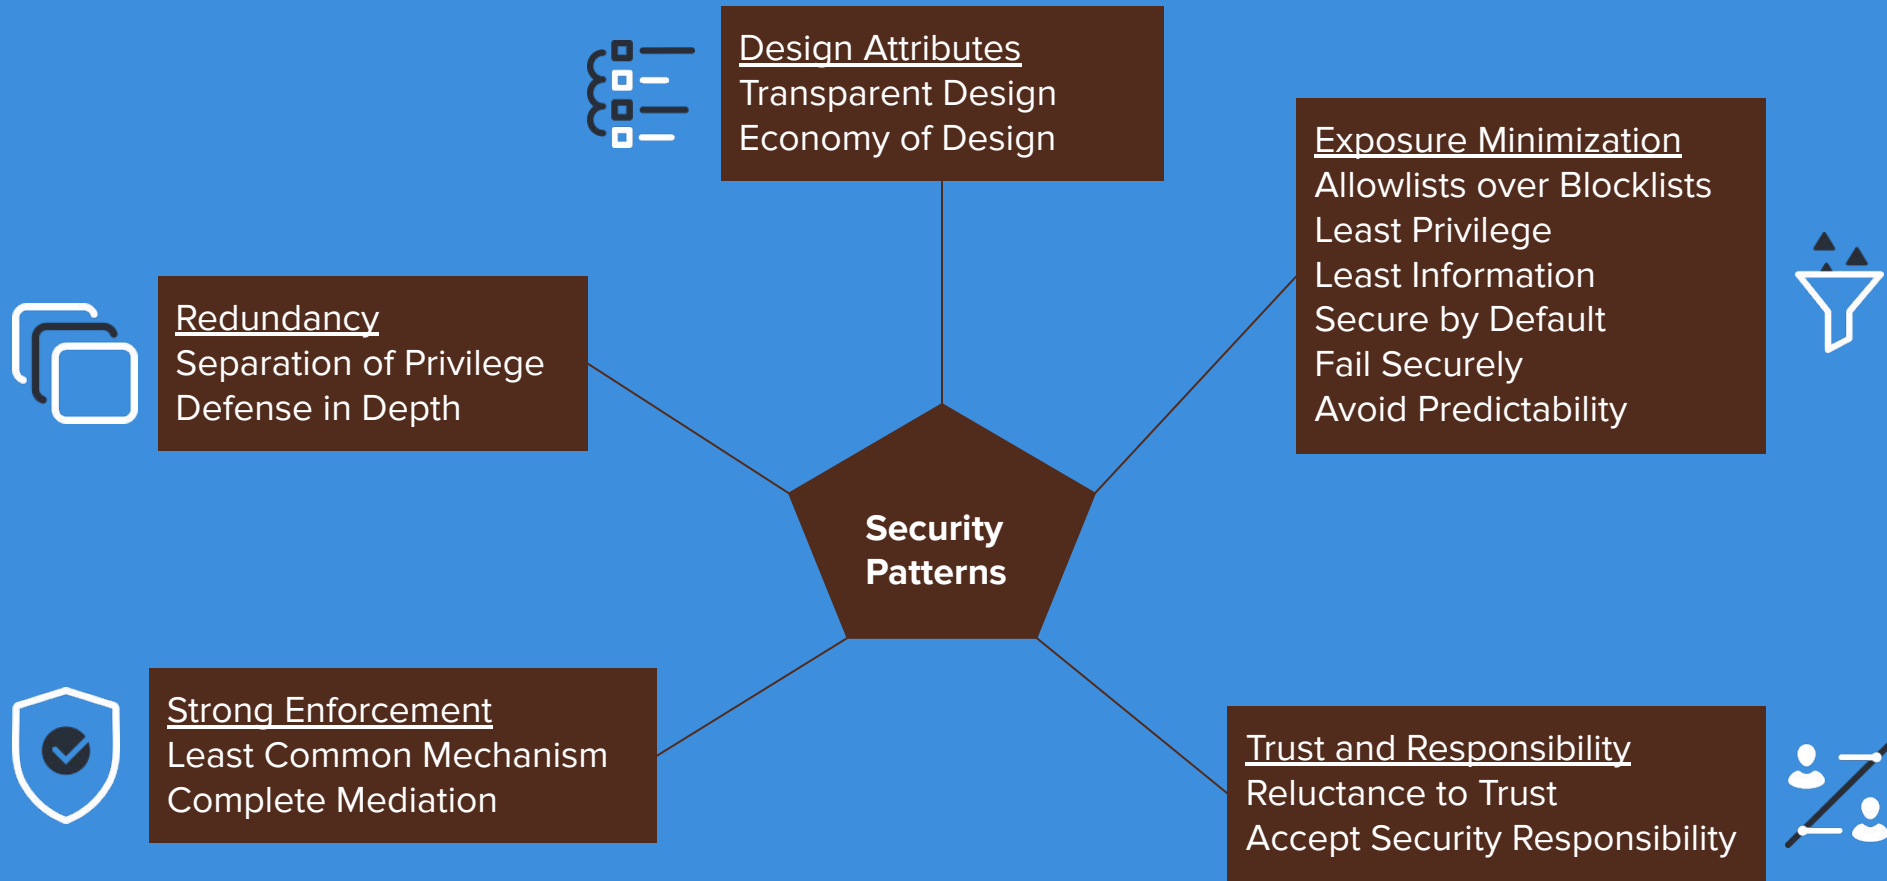 Design Attributes
Transparent Design
Economy of Design
Exposure Minimization
Allowlists over Blocklists
Least Privilege
Least Information
Secure by Default
Fail Securely
Avoid Predictability
Redundancy
Separation of Privilege
Defense in Depth
Security
Patterns
Strong Enforcement
Least Common Mechanism
Complete Mediation
Trust and Responsibility
Reluctance to Trust
Accept Security Responsibility